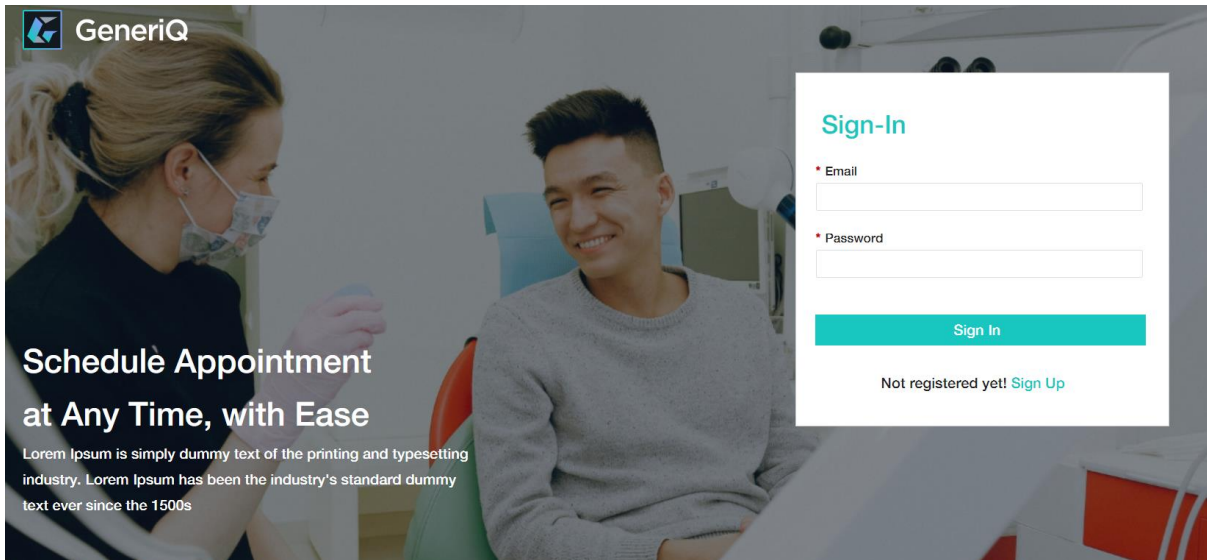 GeneriQ
Sign-In
* Email
* Password
Sign In
Not registered yet! Sign Up
Schedule Appointment
at Any Time, with Ease
Lorem Ipsum is simply dummy text of the printing and typesetting
industry. Lorem Ipsum has been the industry's standard dummy
text ever since the 1500s